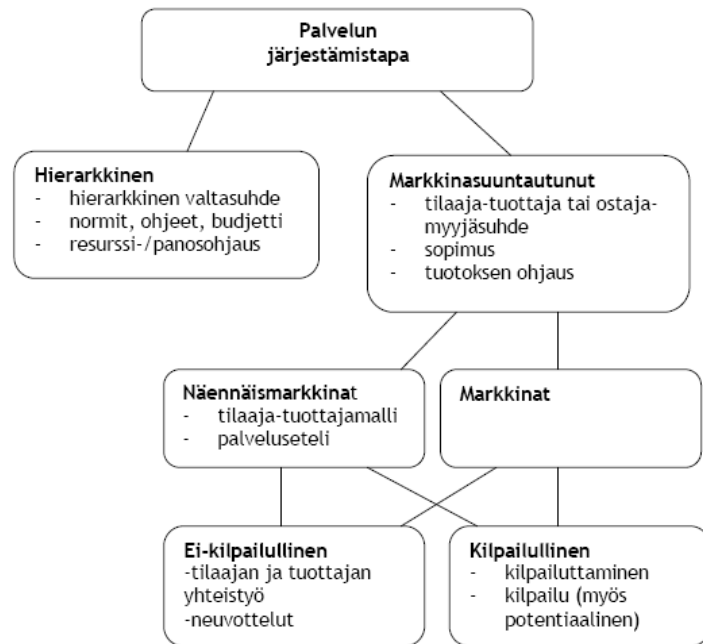 Palvelun
järjestämistapa
Hierarkkinen
- hierarkkinen valtasuhde
- normit, ohjeet, budjetti
- resurssi-/panosohjaus
Markkinasuuntautunut
- tilaaja-tuottaja tai ostaja-
myyjäsuhde
- sopimus
- tuotoksen ohjaus
Näennäismarkkinat
- tilaaja-tuottajamalli
- palveluseteli
Markkinat
Ei-kilpailullinen
-tilaajan ja tuottajan
yhteistyö
-neuvottelut
Kilpailullinen
- kilpailuttaminen
- kilpailu (myös
potentiaalinen)